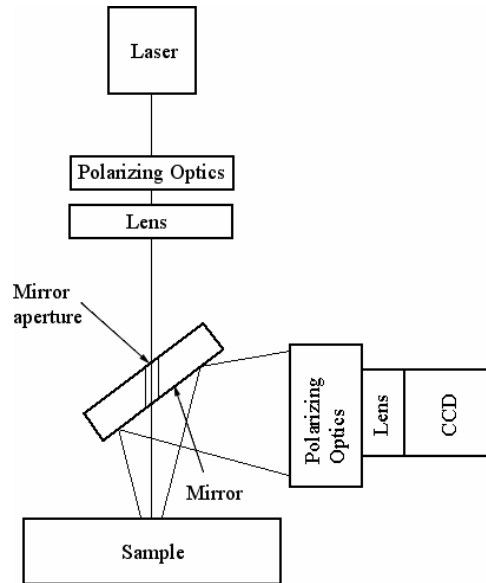 Laser
Polarizing Optics
Lens
Mirror
aperture
Polarizing
Optics
Lens
CCD
Mirror
Sample